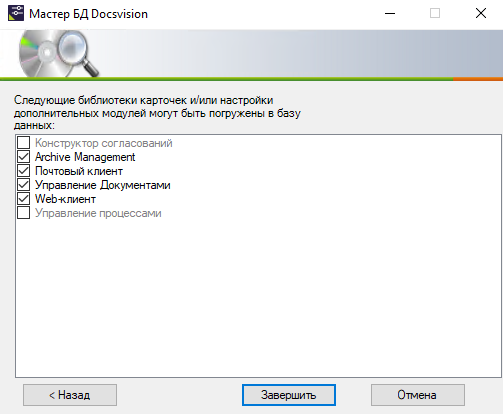 Мастер БД Docsvision
Следующие библиотеки карточек и/или настройки
дополнительных модулей могут быть погружены в базу
данных:
Конструктор согласований
Archive Management
Почтовый клиент
Управление Документами
Web-клиент
Управление процессами
< Назад
Завершить
Отмена